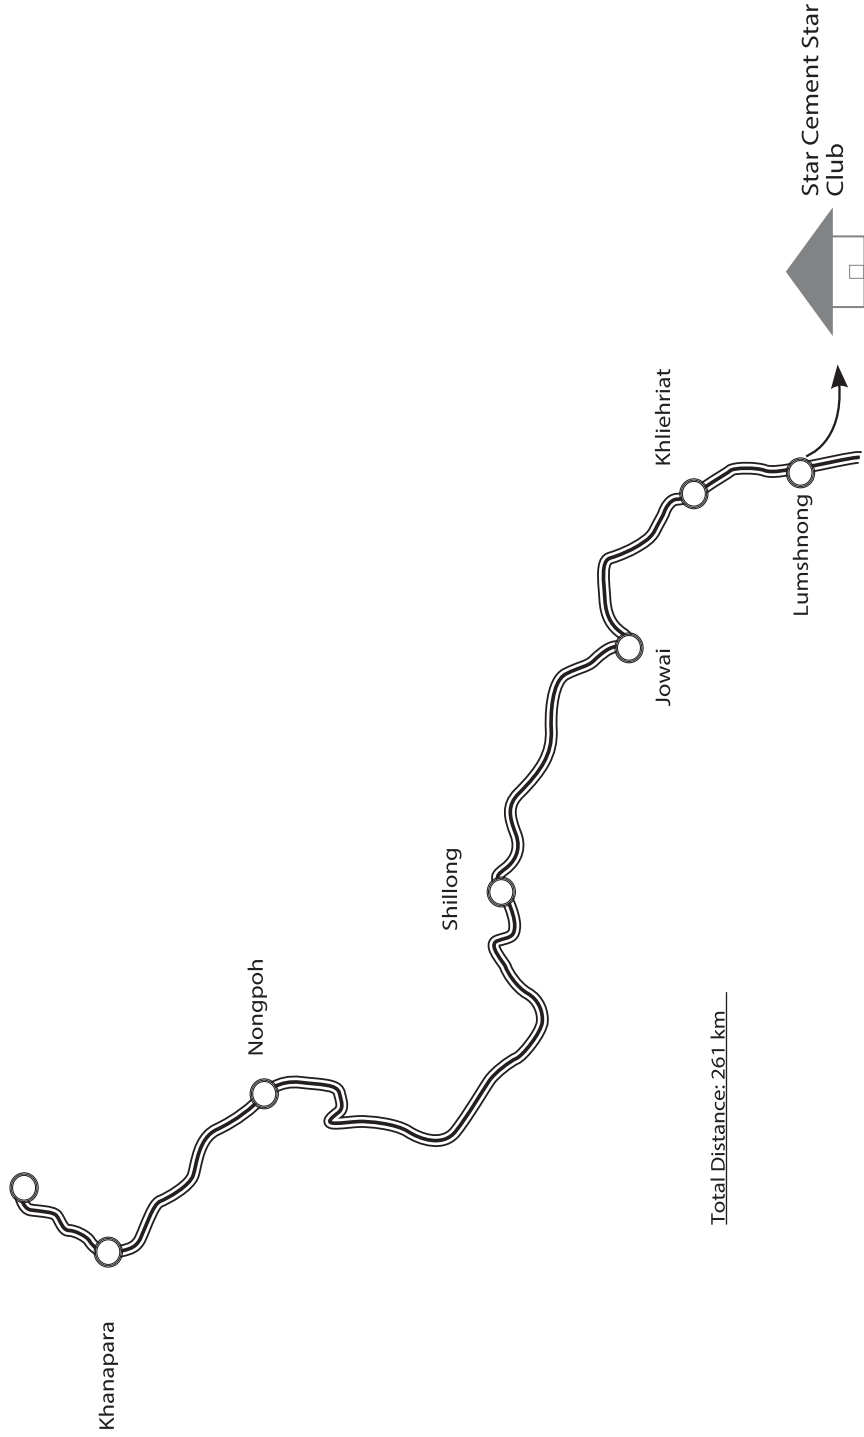 Khanapara
Nongpoh
Shillong
Jowai
Khliehriat
Lumshnong
Star Cement Star
Club
Total Distance: 261 km